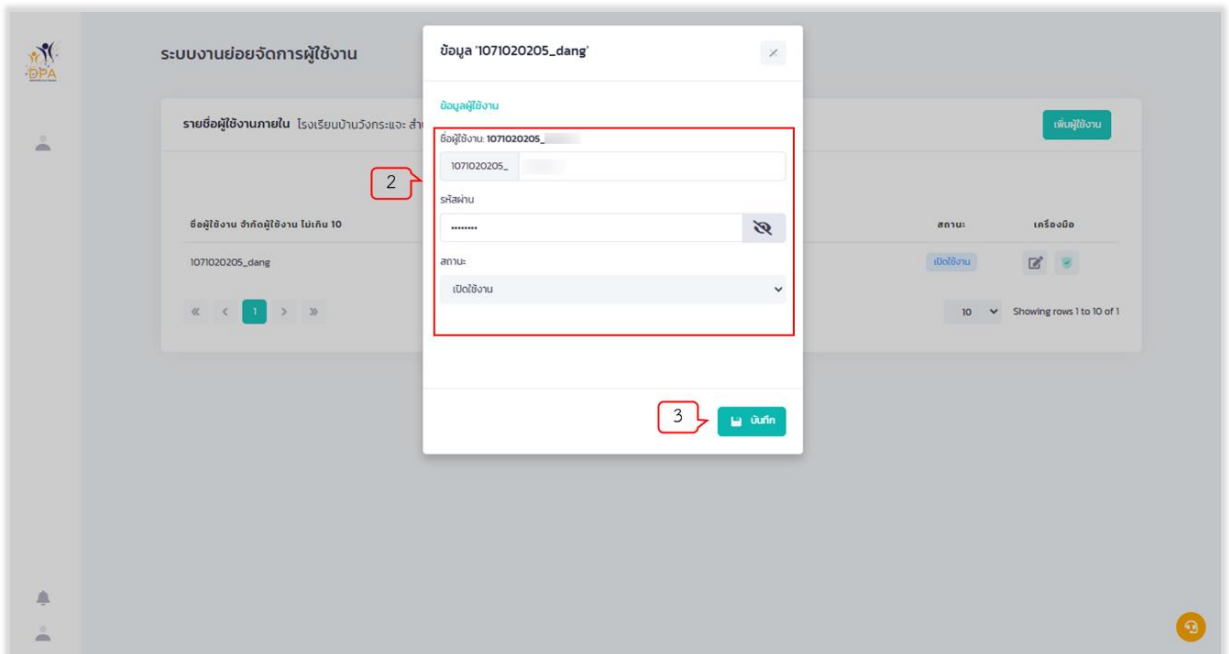 DPA
ระบบงานย่อยจัดการผู้ใช้งาน
รายชื่อผู้ใช้งานภายใน โรงเรียนบ้านวังกระแจะ
เพิ่มผู้ใช้งาน
ชื่อผู้ใช้งาน จำกัดผู้ใช้งาน ไม่เกิน 10
สถานะ
เครื่องมือ
1071020205_dang
เปิดใช้งาน
1
10
Showing rows 1 to 10 of 1
ข้อมูล '1071020205_dang'
ข้อมูลผู้ใช้งาน
ชื่อผู้ใช้งาน: 1071020205_
1071020205_
2
รหัสผ่าน
สถานะ
เปิดใช้งาน
3
บันทึก